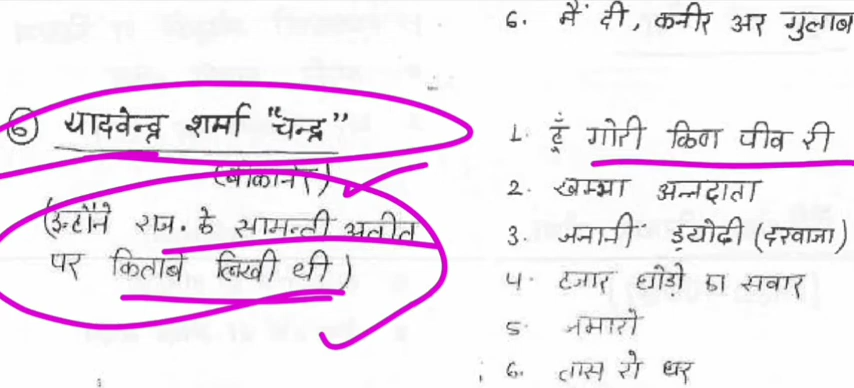 6. मैं दी, कनीर अर गुलाब
⑥ यादवेन्द्र शर्मा "चन्द्र"
(बीकानेर)
(इन्होंने राज. के सामन्ती अतीत
पर किताबें लिखी थी)
1. हूँ गोरी किण पीव री
2. खम्मा अन्नदाता
3. जनानी ड्योढी (दरवाजा)
4. हजार घोड़ो का सवार
5. जमारो
6. तास रो घर